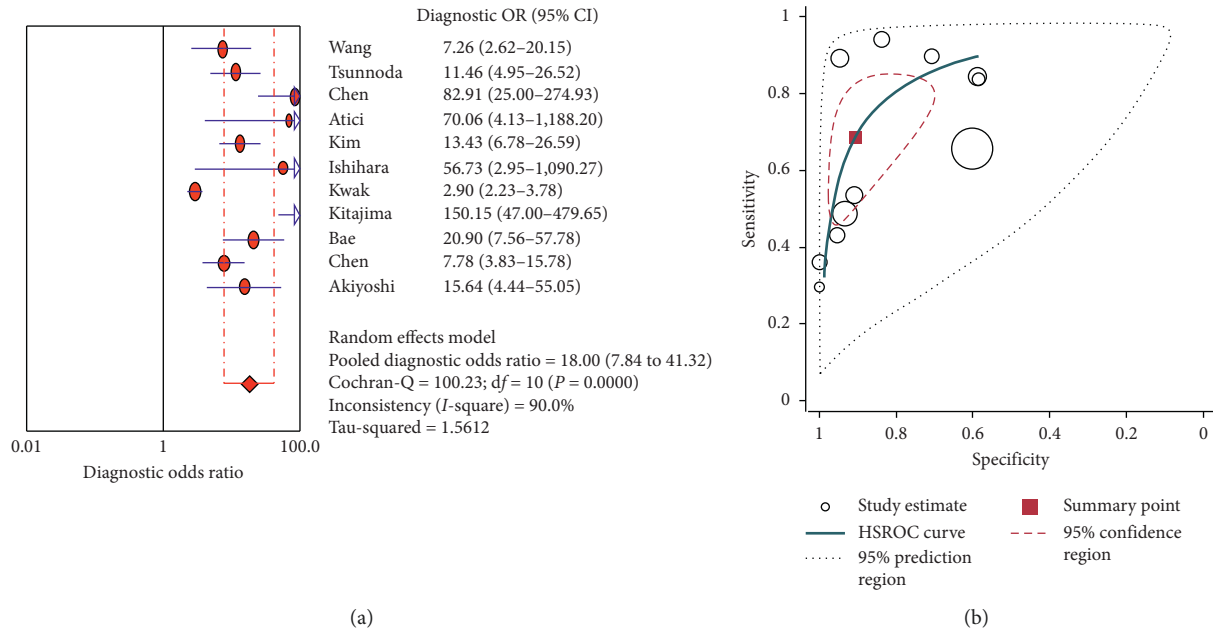 Diagnostic OR (95% CI)
Wang 7.26 (2.62–20.15)
Tsunnoda 11.46 (4.95–26.52)
Chen 82.91 (25.00–274.93)
Atici 70.06 (4.13–1,188.20)
Kim 13.43 (6.78–26.59)
Ishihara 56.73 (2.95–1,090.27)
Kwak 2.90 (2.23–3.78)
Kitajima 150.15 (47.00–479.65)
Bae 20.90 (7.56–57.78)
Chen 7.78 (3.83–15.78)
Akiyoshi 15.64 (4.44–55.05)
Random effects model
Pooled diagnostic odds ratio = 18.00 (7.84 to 41.32)
Cochran-Q = 100.23; df = 10 (P = 0.0000)
Inconsistency (I-square) = 90.0%
Tau-squared = 1.5612
0.01 1 100.0
Diagnostic odds ratio
(a)
1
0.8
0.6
0.4
0.2
0
Sensitivity
1 0.8 0.6 0.4 0.2 0
Specificity
Study estimate
HSROC curve
95% prediction
region
Summary point
95% confidence
region
(b)